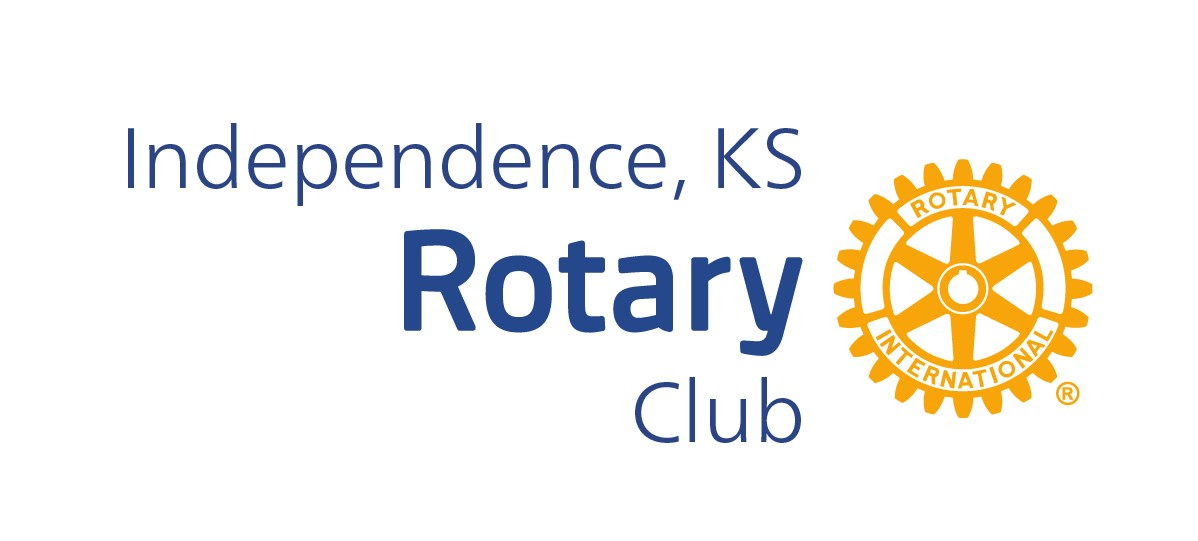 Independence, KS
Rotary
Club
ROTARY
INTERNATIONAL
®